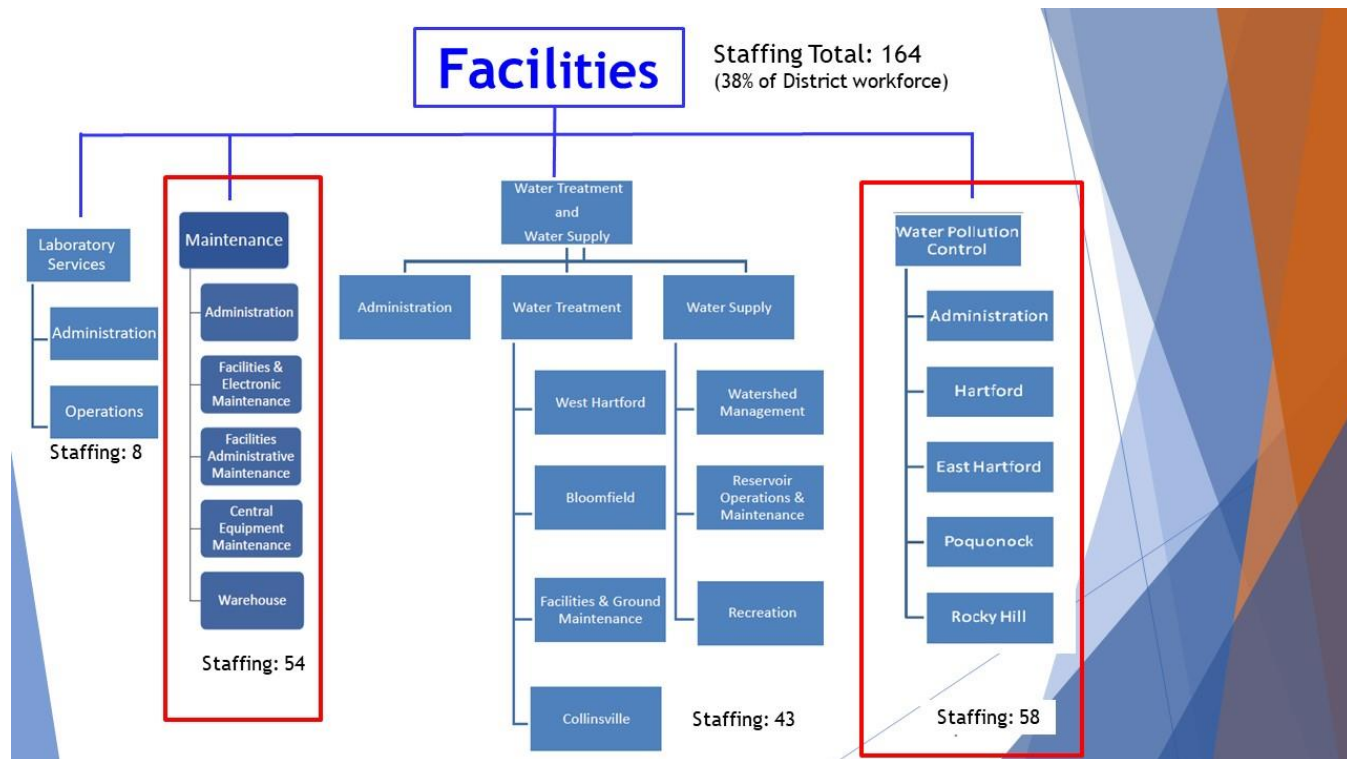 Facilities
Staffing Total: 164
(38% of District workforce)
Laboratory
Services
Administration
Operations
Staffing: 8
Maintenance
Administration
Facilities &
Electronic
Maintenance
Facilities
Administrative
Maintenance
Central
Equipment
Maintenance
Warehouse
Staffing: 54
Water Treatment
and
Water Supply
Administration
Water Treatment
West Hartford
Bloomfield
Facilities & Ground
Maintenance
Collinsville
Water Supply
Watershed
Management
Reservoir
Operations &
Maintenance
Recreation
Staffing: 43
Water Pollution
Control
Administration
Hartford
East Hartford
Poquonock
Rocky Hill
Staffing: 58